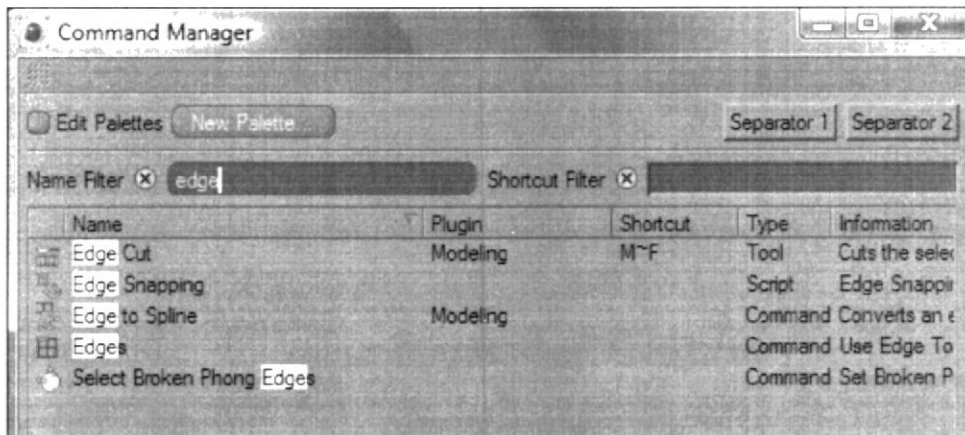 Command Manager
Edit Palettes New Palette...
Separator 1 Separator 2
Name Filter edge Shortcut Filter
Name Plugin Shortcut Type Information
Edge Cut Modeling M~F Tool Cuts the selec
Edge Snapping Script Edge Snappin
Edge to Spline Modeling Command Converts an e
Edges Command Use Edge To
Select Broken Phong Edges Command Set Broken P